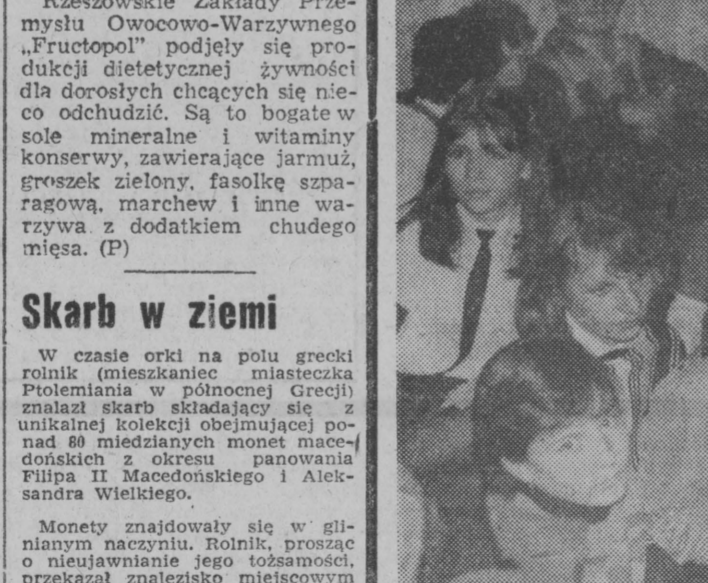 Rzeszowskie Zakłady Prze-
mysłu Owocowo-Warzywnego
„Fructopol” podjęły się pro-
dukcji dietetycznej żywności
dla dorosłych chcących się nie-
co odchudzić. Są to bogate w
sole mineralne i witaminy
konserwy, zawierające jarmuż,
groszek zielony, fasolkę szpa-
ragową, marchew i inne wa-
rzywa z dodatkiem chudego
mięsa. (P)
Skarb w ziemi
W czasie orki na polu grecki
rolnik (mieszkaniec miasteczka
Ptolemiania w północnej Grecji)
znalazł skarb składający się z
unikalnej kolekcji obejmującej po-
nad 80 miedzianych monet mace-
dońskich z okresu panowania
Filipa II Macedońskiego i Alek-
sandra Wielkiego.
Monety znajdowały się w gli-
nianym naczyniu. Rolnik, prosząc
o nieujawnianie jego tożsamości,
przekazał znalezisko miejscowym